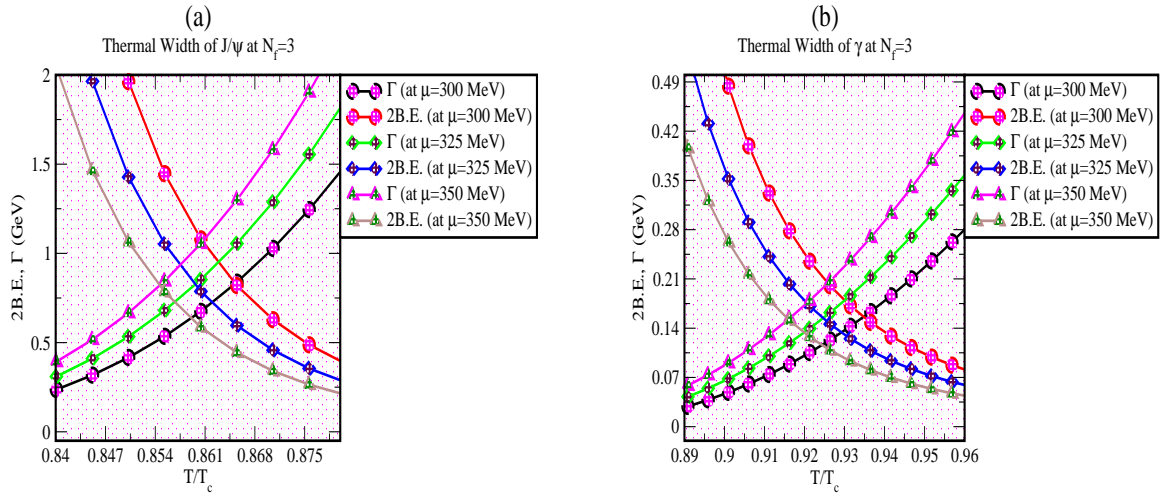 (a)
Thermal Width of J/ψ at N_f=3
2B.E., Γ (GeV)
2
1.5
1
0.5
0
0.84 0.847 0.854 0.861 0.868 0.875
T/T_c
Γ (at μ=300 MeV)
2B.E. (at μ=300 MeV)
Γ (at μ=325 MeV)
2B.E. (at μ=325 MeV)
Γ (at μ=350 MeV)
2B.E. (at μ=350 MeV)
(b)
Thermal Width of γ at N_f=3
2B.E., Γ (GeV)
0.49
0.42
0.35
0.28
0.21
0.14
0.07
0
0.89 0.9 0.91 0.92 0.93 0.94 0.95 0.96
T/T_c
Γ (at μ=300 MeV)
2B.E. (at μ=300 MeV)
Γ (at μ=325 MeV)
2B.E. (at μ=325 MeV)
Γ (at μ=350 MeV)
2B.E. (at μ=350 MeV)